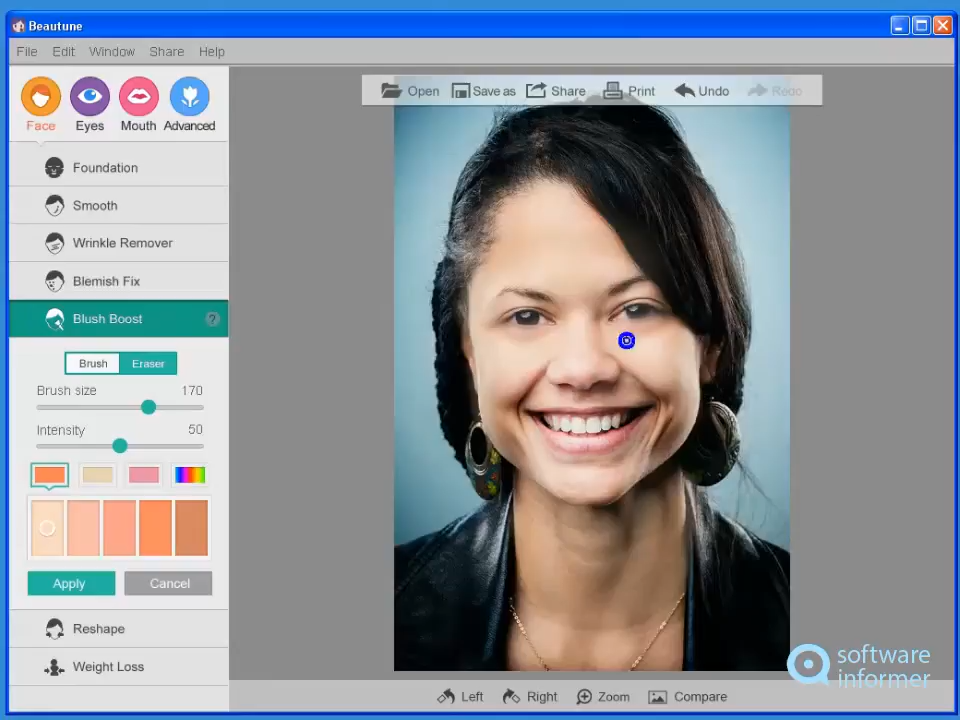 Beautune
File Edit Window Share Help
Open Save as Share Print Undo Redo
Face Eyes Mouth Advanced
Foundation
Smooth
Wrinkle Remover
Blemish Fix
Blush Boost ?
Brush Eraser
Brush size 170
Intensity 50
Apply Cancel
Reshape
Weight Loss
software
informer
Left Right Zoom Compare